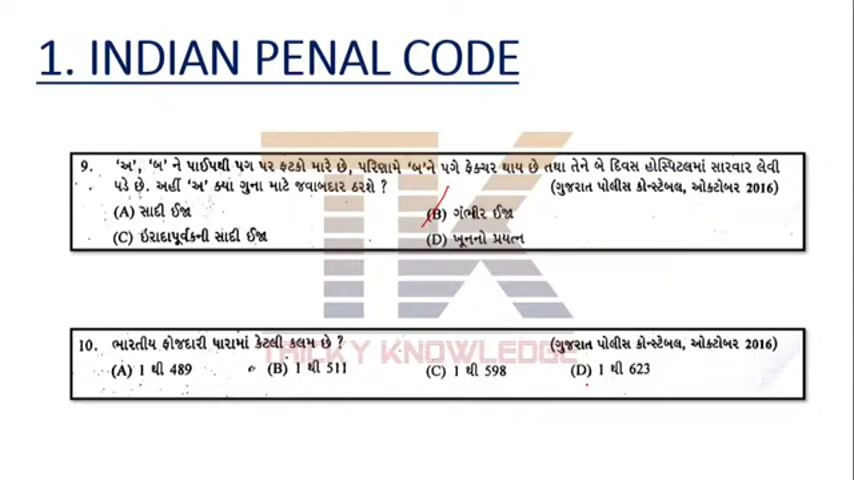 1. INDIAN PENAL CODE
9. ‘અ’, ‘બ’ ને પાઈપથી પગ પર ફટકો મારે છે, પરિણામે ‘બ’ને પગે ફેક્ચર થાય છે તથા તેને બે દિવસ હોસ્પિટલમાં સારવાર લેવી
પડે છે. અહીં ‘અ’ ક્યા ગુના માટે જવાબદાર ઠરશે ? (ગુજરાત પોલીસ કોન્સ્ટેબલ, ઓક્ટોબર 2016)
(A) સાદી ઈજા (B) ગંભીર ઈજા
(C) ઇરાદાપૂર્વકની સાદી ઈજા (D) ખૂનનો પ્રયત્ન
10. ભારતીય ફોજદારી ધારામાં કેટલી કલમ છે ? (ગુજરાત પોલીસ કોન્સ્ટેબલ, ઓક્ટોબર 2016)
TRICKY KNOWLEDGE
(A) 1 થી 489 (B) 1 થી 511 (C) 1 થી 598 (D) 1 થી 623